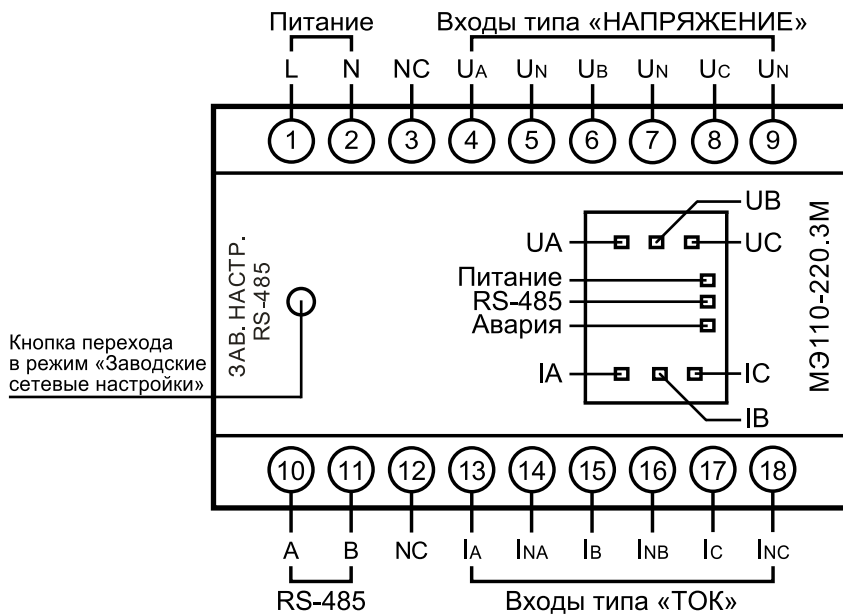 Питание
Входы типа «НАПРЯЖЕНИЕ»
L N NC UA UN UB UN UC UN
1 2 3 4 5 6 7 8 9
ЗАВ. НАСТР.
RS-485
UB
UA
UC
Питание
RS-485
Авария
IA
IC
IB
МЭ110-220.3М
Кнопка перехода
в режим «Заводские
сетевые настройки»
10 11 12 13 14 15 16 17 18
A B NC IA INA IB INB IC INC
RS-485
Входы типа «ТОК»